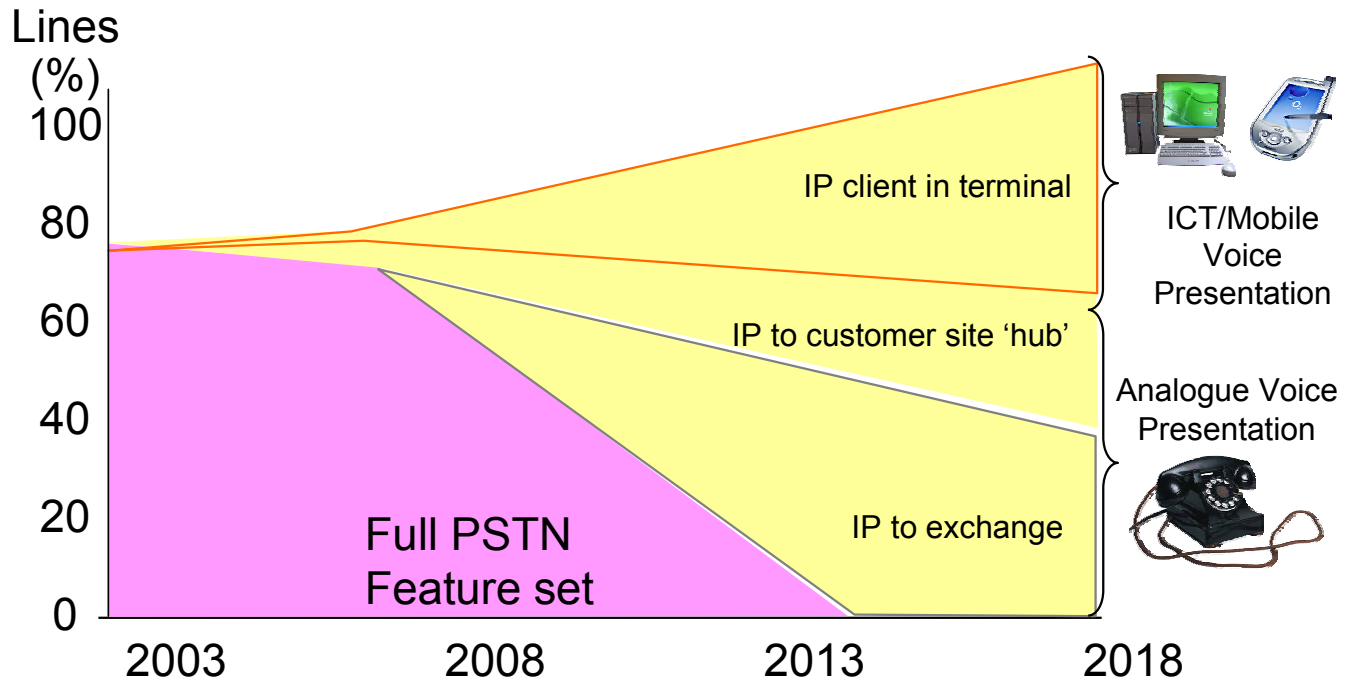 Lines
(%)
100
80
60
40
20
0
IP client in terminal
IP to customer site ‘hub’
IP to exchange
Full PSTN
Feature set
2003
2008
2013
2018
ICT/Mobile
Voice
Presentation
Analogue Voice
Presentation